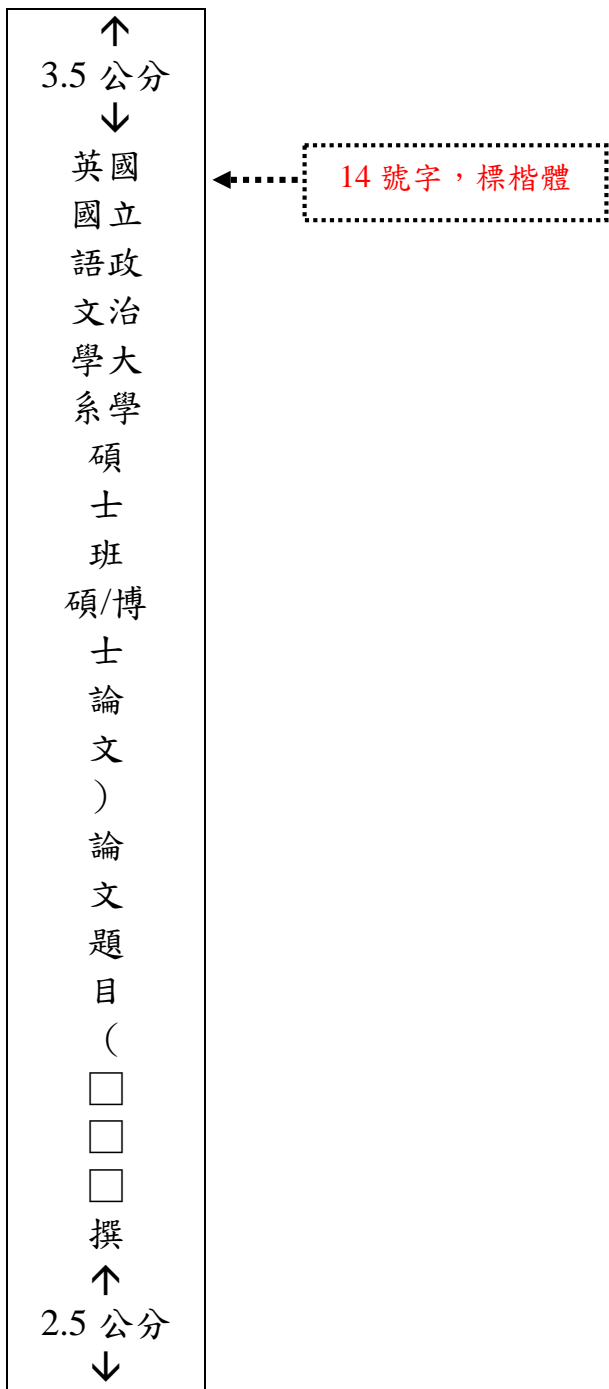 ↑
3.5 公分
↓
英國
國立
語政
文治
學大
系學
碩
士
班
碩/博
士
論
文
）
論
文
題
目
（
□
□
□
撰
↑
2.5 公分
↓
14 號字，標楷體